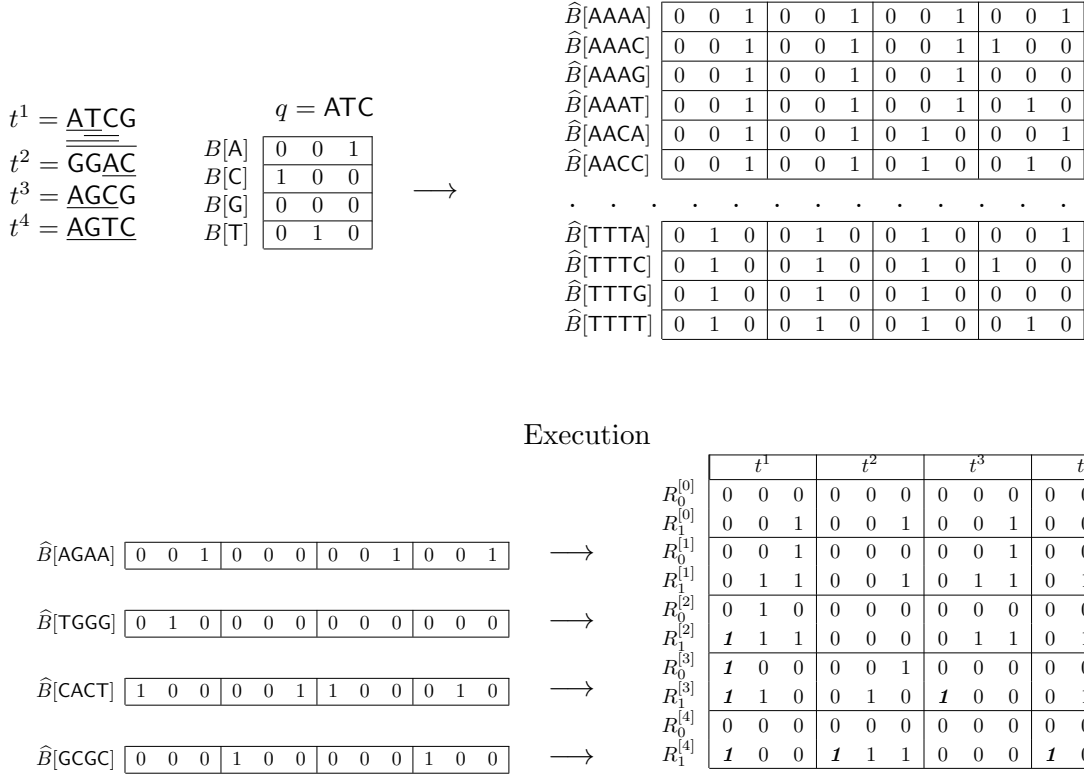 B̂[AAAA] 0 0 1 0 0 1 0 0 1 0 0 1
B̂[AAAC] 0 0 1 0 0 1 0 0 1 1 0 0
B̂[AAAG] 0 0 1 0 0 1 0 0 1 0 0 0
B̂[AAAT] 0 0 1 0 0 1 0 0 1 0 1 0
B̂[AACA] 0 0 1 0 0 1 0 1 0 0 0 1
B̂[AACC] 0 0 1 0 0 1 0 1 0 0 1 0
. . . . . . . . . . . . . .
B̂[TTTA] 0 1 0 0 1 0 0 1 0 0 0 1
B̂[TTTC] 0 1 0 0 1 0 0 1 0 1 0 0
B̂[TTTG] 0 1 0 0 1 0 0 1 0 0 0 0
B̂[TTTT] 0 1 0 0 1 0 0 1 0 0 1 0
t¹ = ATCG
t² = GGAC
t³ = AGCG
t⁴ = AGTC
q = ATC
B[A] 0 0 1
B[C] 1 0 0
B[G] 0 0 0
B[T] 0 1 0
⟶
Execution
B̂[AGAA] 0 0 1 0 0 0 0 0 1 0 0 1 ⟶
B̂[TGGG] 0 1 0 0 0 0 0 0 0 0 0 0 ⟶
B̂[CACT] 1 0 0 0 0 1 1 0 0 0 1 0 ⟶
B̂[GCGC] 0 0 0 1 0 0 0 0 0 1 0 0 ⟶
t¹ t² t³ t
R₀^[0] 0 0 0 0 0 0 0 0 0 0 0
R₁^[0] 0 0 1 0 0 1 0 0 1 0 0
R₀^[1] 0 0 1 0 0 0 0 0 1 0 0
R₁^[1] 0 1 1 0 0 1 0 1 1 0 1
R₀^[2] 0 1 0 0 0 0 0 0 0 0 0
R₁^[2] 1 1 1 0 0 0 0 1 1 0 1
R₀^[3] 1 0 0 0 0 1 0 0 0 0 0
R₁^[3] 1 1 0 0 1 0 1 0 0 0 1
R₀^[4] 0 0 0 0 0 0 0 0 0 0 0
R₁^[4] 1 0 0 1 1 1 0 0 0 1 0